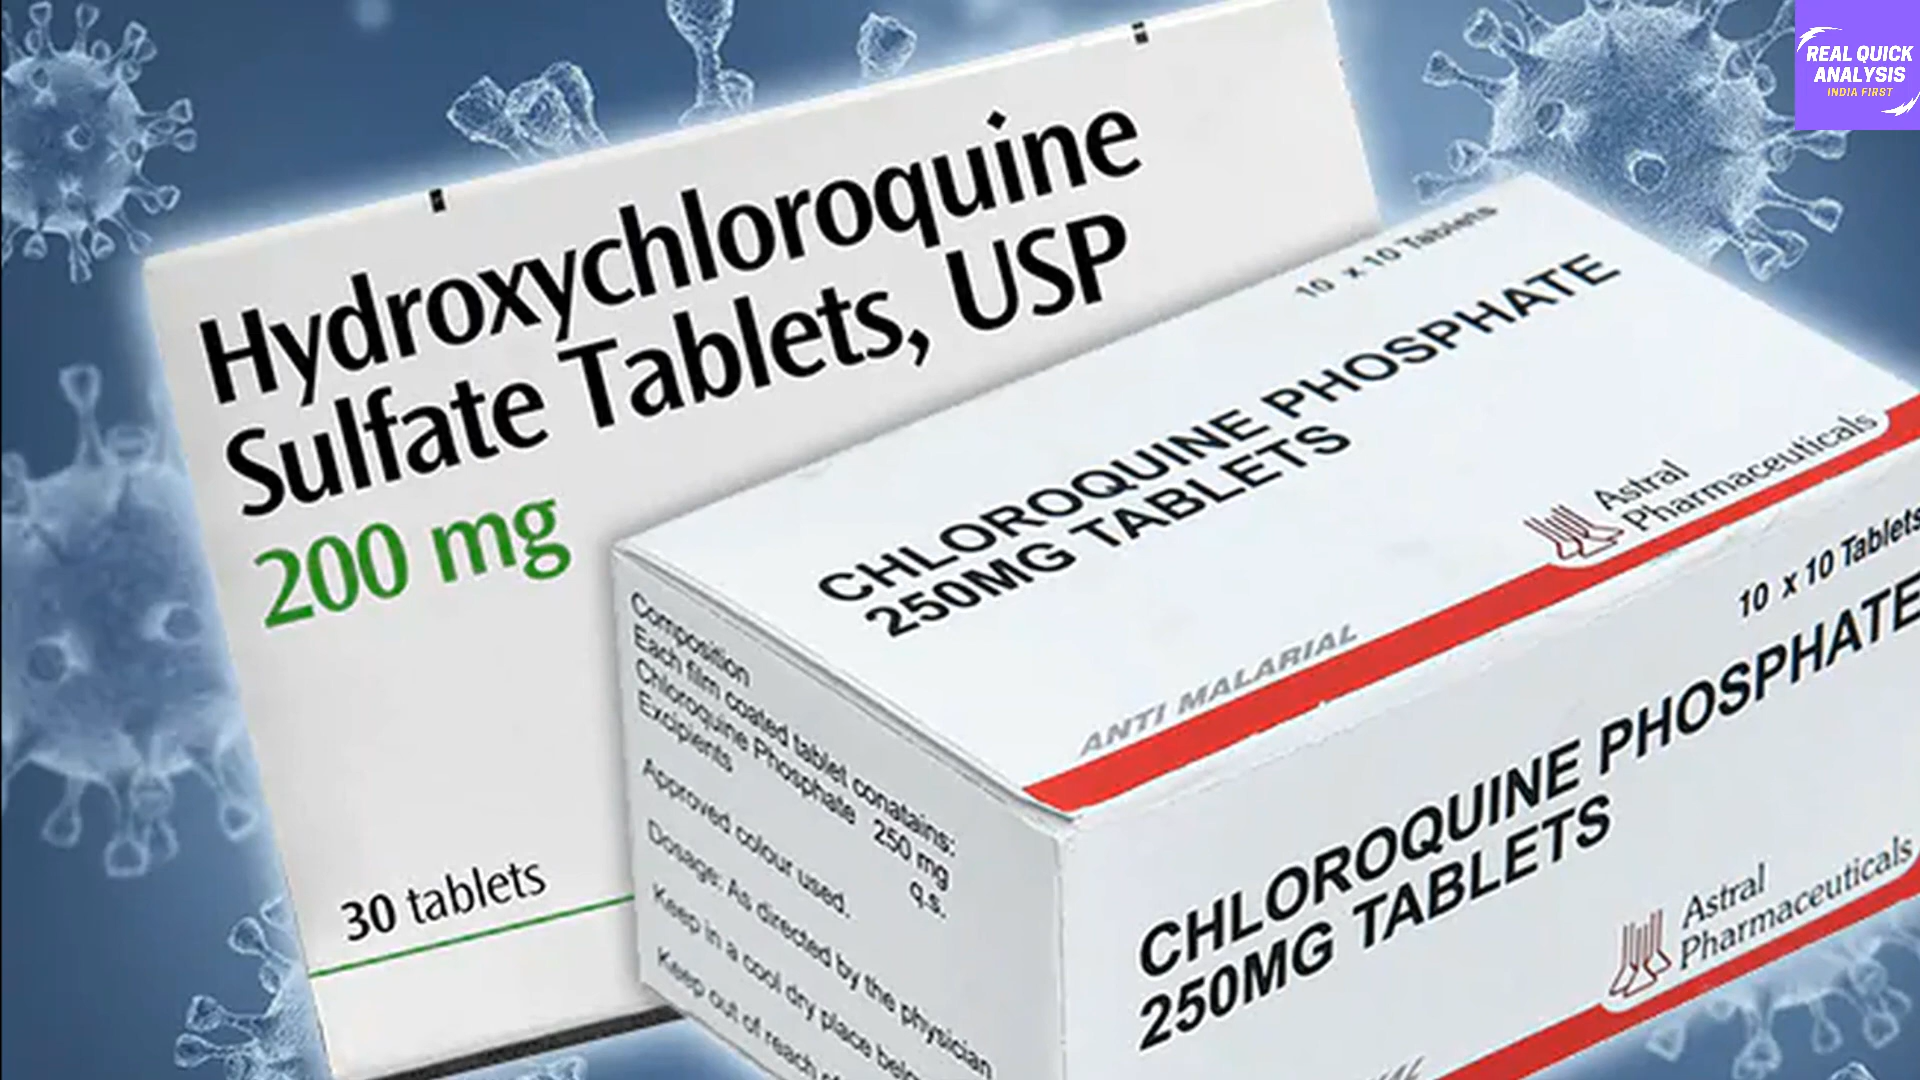 REAL QUICK
ANALYSIS
INDIA FIRST
Hydroxychloroquine
Sulfate Tablets, USP
200 mg
30 tablets
10 x 10 Tablets
CHLOROQUINE PHOSPHATE
250MG TABLETS
Astral
Pharmaceuticals
ANTI MALARIAL
Composition
Each film coated tablet conatains:
Chloroquine Phosphate 250 mg
Excipients q.s.
Approved colour used.
Dosage: As directed by the physician
Keep in a cool dry place
Keep out of reach
10 x 10 Tablets
CHLOROQUINE PHOSPHATE
250MG TABLETS
Astral
Pharmaceuticals